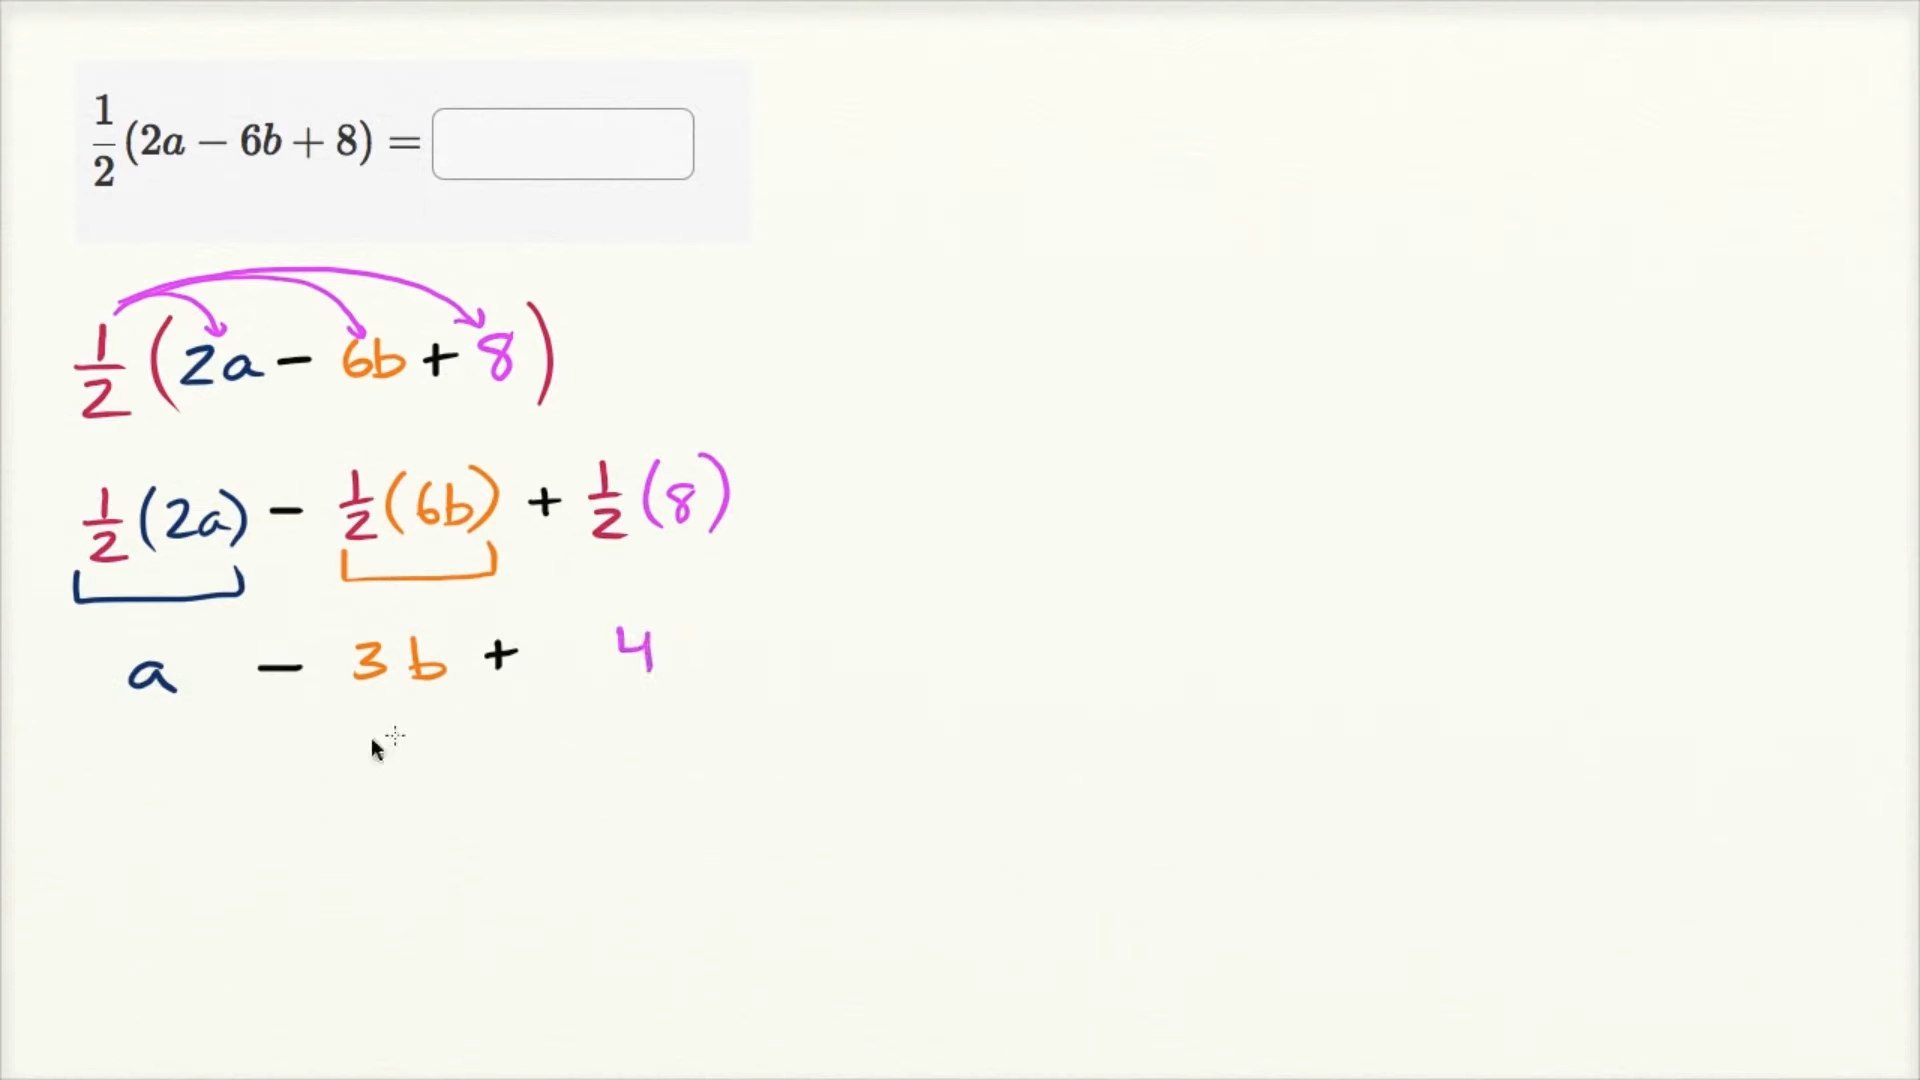 1/2(2a − 6b + 8) =
1/2(2a − 6b + 8)
1/2(2a) − 1/2(6b) + 1/2(8)
a − 3b + 4